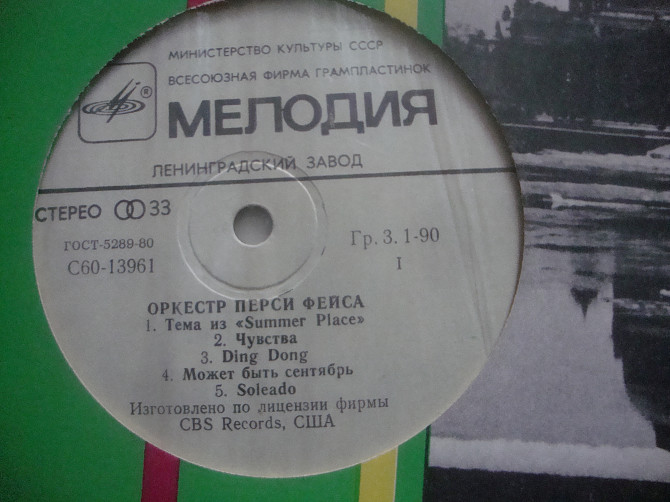 МИНИСТЕРСТВО КУЛЬТУРЫ СССР
ВСЕСОЮЗНАЯ ФИРМА ГРАМПЛАСТИНОК
® МЕЛОДИЯ
ЛЕНИНГРАДСКИЙ ЗАВОД
СТЕРЕО 33
ГОСТ-5289-80 Гр. 3. 1-90
С60-13961 I
ОРКЕСТР ПЕРСИ ФЕЙСА
1. Тема из «Summer Place»
2. Чувства
3. Ding Dong
4. Может быть сентябрь
5. Soleado
Изготовлено по лицензии фирмы
CBS Records, США